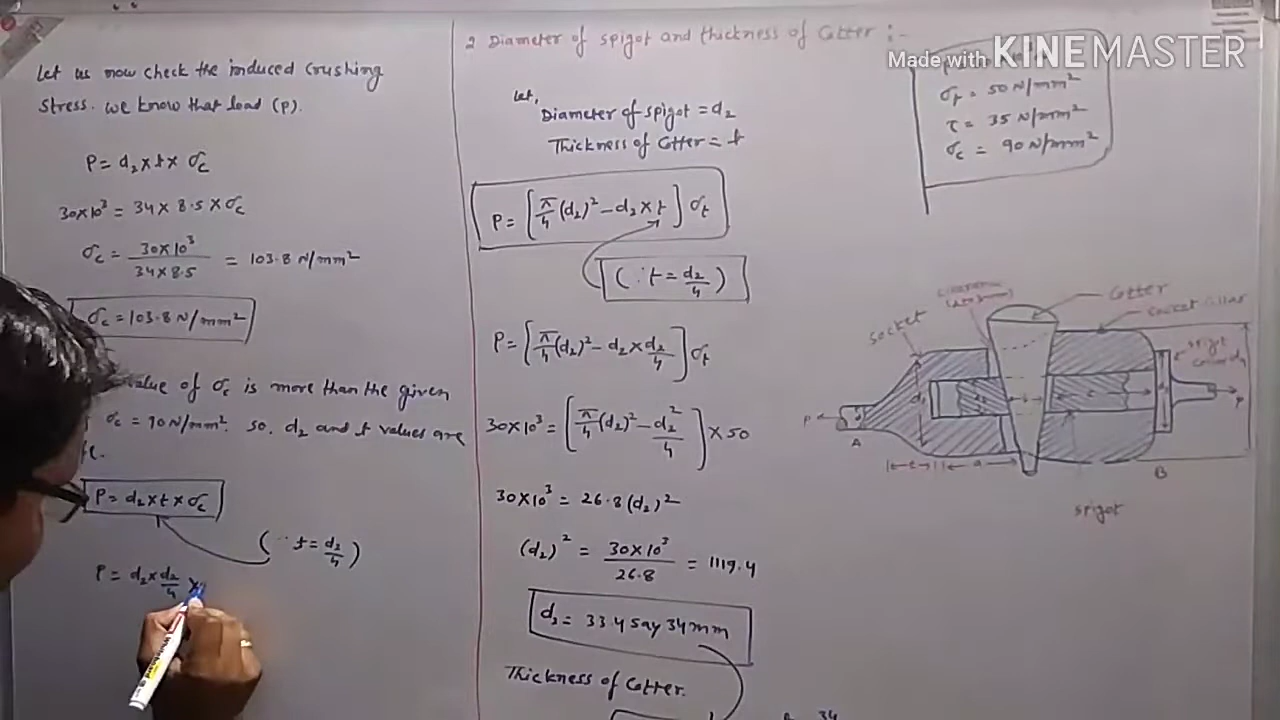 Let us now check the induced Crushing
Stress. we know that load (P).
P = d₂ x t x σc
30x10³ = 34 x 8.5 x σc
σc = 30x10³ / 34x8.5 = 103.8 N/mm²
σc = 103.8 N/mm²
value of σc is more than the given
σc = 90 N/mm². so, d₂ and t values are
P = d₂ x t x σc
(∵ t = d₂/4)
P = d₂ x d₂/4 x
2 Diameter of spigot and thickness of Cotter :-
Let,
Diameter of spigot = d₂
Thickness of Cotter = t
P = [π/4 (d₂)² - d₂ x t] σt
(∵ t = d₂/4)
P = [π/4 (d₂)² - d₂ x d₂/4] σt
30x10³ = [π/4 (d₂)² - d₂²/4] x 50
30x10³ = 26.8 (d₂)²
(d₂)² = 30x10³ / 26.8 = 1119.4
d₂ = 33.4 say 34 mm
Thickness of Cotter.
34
Made with KINEMASTER
σt = 50 N/mm²
τ = 35 N/mm²
σc = 90 N/mm²
Cotter
Socket collar
socket
spigot
P
P
A
B
spigot